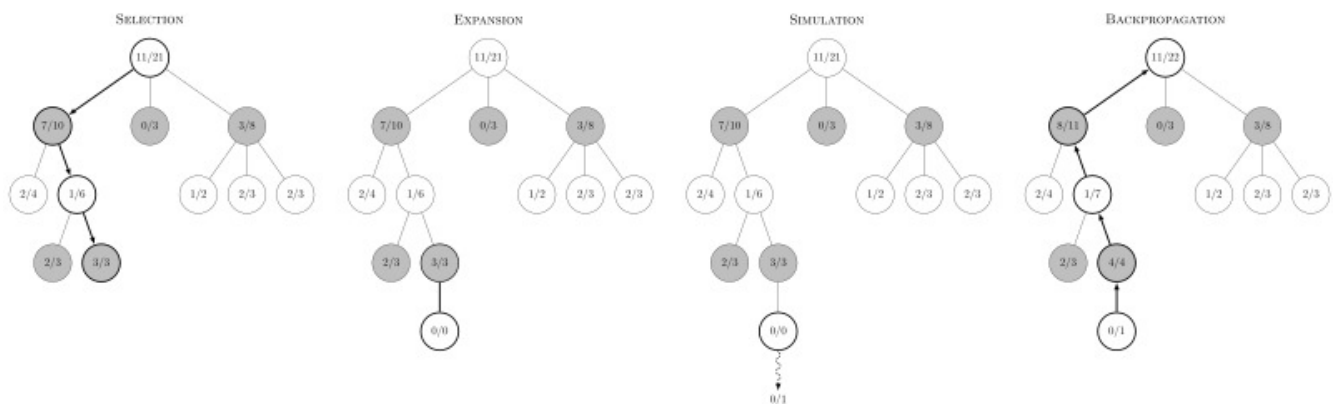 SELECTION
11/21
7/10 0/3 3/8
2/4 1/6 1/2 2/3 2/3
2/3 3/3
EXPANSION
11/21
7/10 0/3 3/8
2/4 1/6 1/2 2/3 2/3
2/3 3/3
0/0
SIMULATION
11/21
7/10 0/3 3/8
2/4 1/6 1/2 2/3 2/3
2/3 3/3
0/0
0/1
BACKPROPAGATION
11/22
8/11 0/3 3/8
2/4 1/7 1/2 2/3 2/3
2/3 4/4
0/1